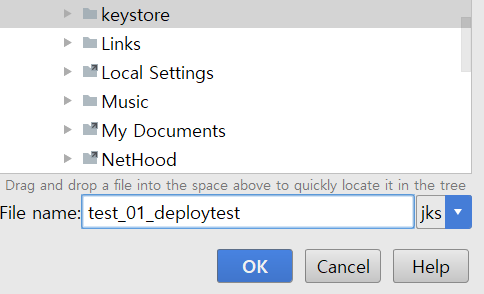 keystore
Links
Local Settings
Music
My Documents
NetHood
Drag and drop a file into the space above to quickly locate it in the tree
File name: test_01_deploytest jks
OK Cancel Help